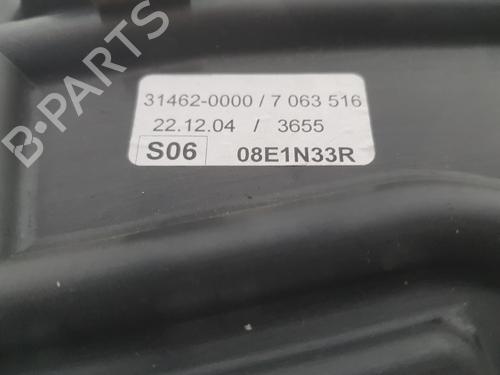 31462-0000 / 7 063 516
22.12.04 / 3655
S06 08E1N33R
B-PARTS